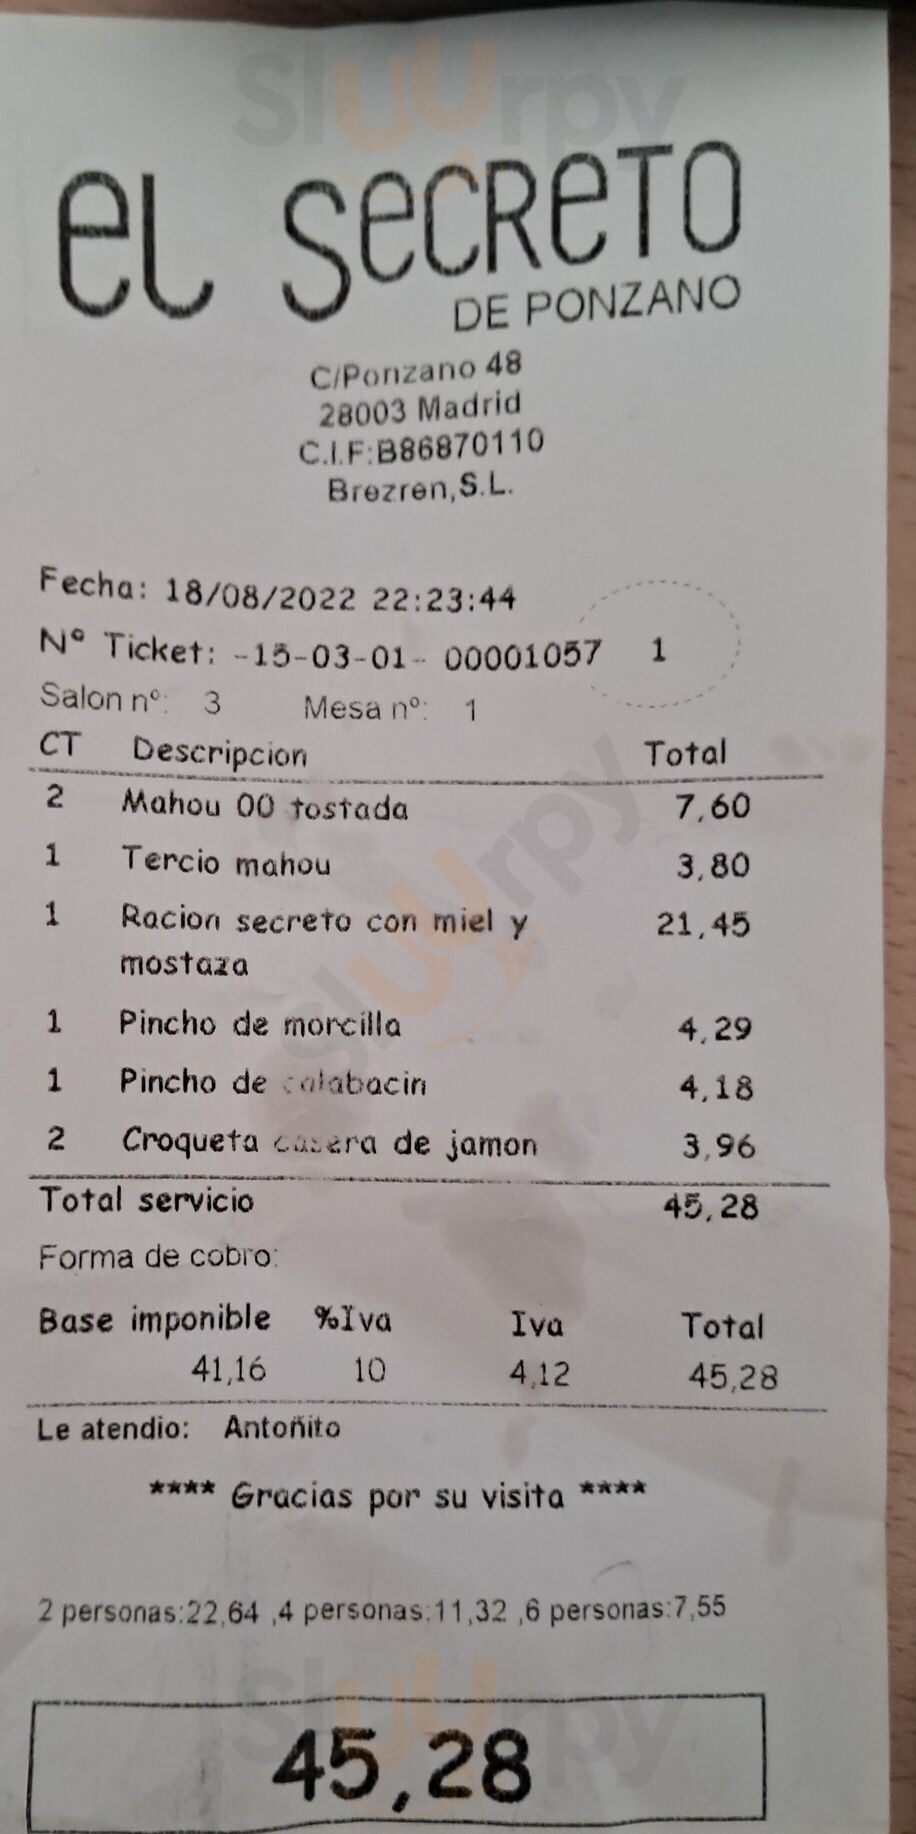 Sluurpy
eL SecReTO
DE PONZANO
C/Ponzano 48
28003 Madrid
C.I.F:B86870110
Brezren,S.L.
Fecha: 18/08/2022 22:23:44
Nº Ticket: -15-03-01- 00001057 1
Salon nº: 3 Mesa nº: 1
CT Descripcion Total
2 Mahou 00 tostada 7,60
1 Tercio mahou 3,80
1 Racion secreto con miel y 21,45
mostaza
Sluurpy
1 Pincho de morcilla 4,29
1 Pincho de calabacin 4,18
2 Croqueta casera de jamon 3,96
Total servicio 45,28
Forma de cobro:
Base imponible %Iva Iva Total
41,16 10 4,12 45,28
Le atendio: Antoñito
**** Gracias por su visita ****
2 personas:22,64 ,4 personas:11,32 ,6 personas:7,55
Sluurpy
45,28